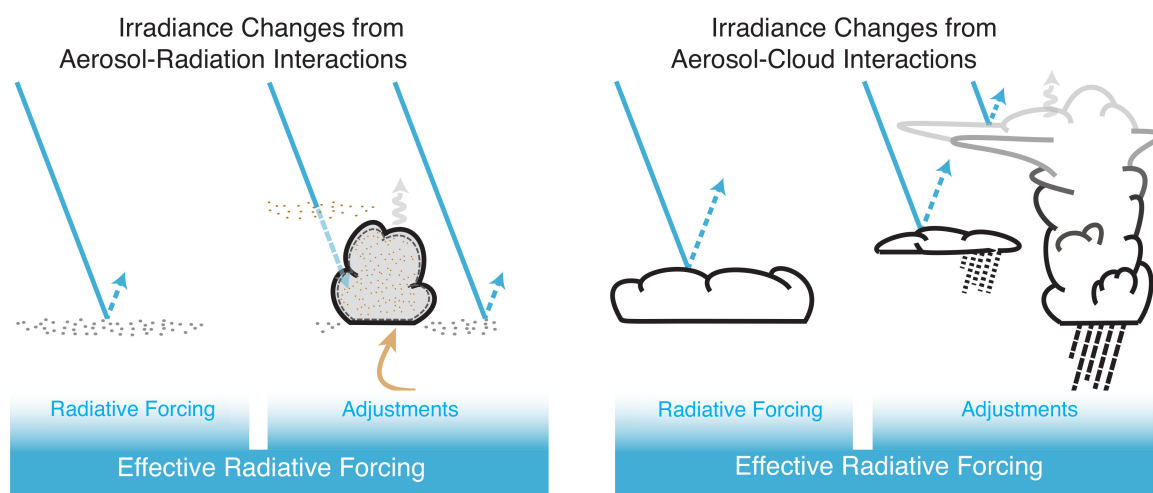 Irradiance Changes from
Aerosol-Radiation Interactions
Radiative Forcing
Adjustments
Effective Radiative Forcing
Irradiance Changes from
Aerosol-Cloud Interactions
Radiative Forcing
Adjustments
Effective Radiative Forcing